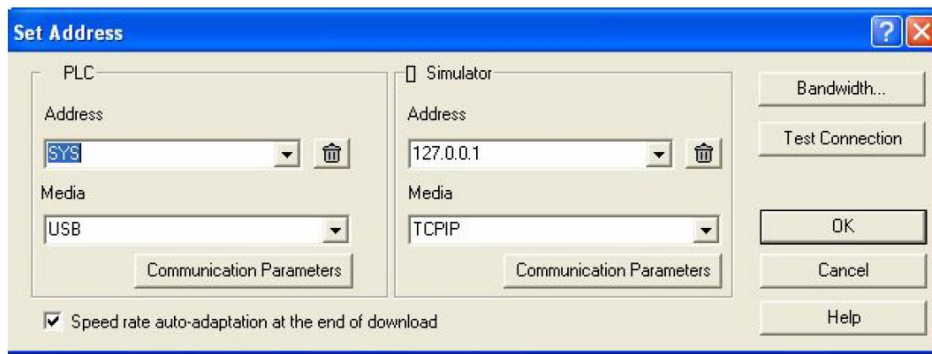 Set Address
PLC
Address
SYS
Media
USB
Communication Parameters
Simulator
Address
127.0.0.1
Media
TCPIP
Communication Parameters
Speed rate auto-adaptation at the end of download
Bandwidth...
Test Connection
OK
Cancel
Help